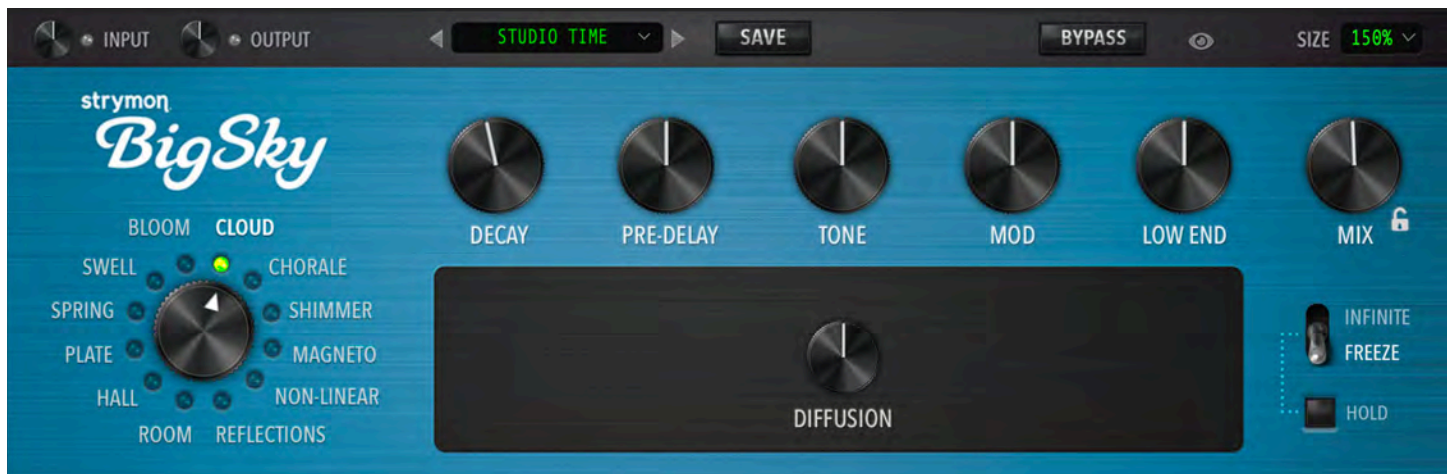 INPUT OUTPUT STUDIO TIME SAVE BYPASS SIZE 150%
strymon
BigSky
DECAY PRE-DELAY TONE MOD LOW END MIX
BLOOM CLOUD
SWELL CHORALE
SPRING SHIMMER
PLATE MAGNETO
HALL NON-LINEAR
ROOM REFLECTIONS
DIFFUSION
INFINITE
FREEZE
HOLD